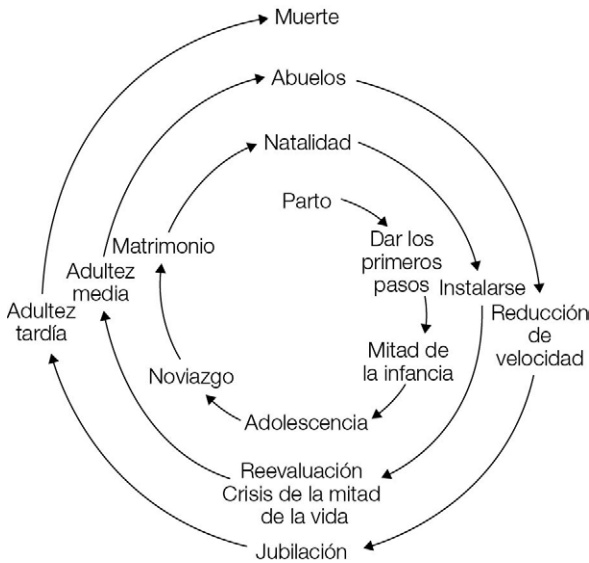 Muerte
Abuelos
Natalidad
Parto
Dar los
primeros
pasos
Matrimonio
Adultez
media
Instalarse
Adultez
tardía
Reducción
de
velocidad
Mitad de
la infancia
Noviazgo
Adolescencia
Reevaluación
Crisis de la mitad
de la vida
Jubilación